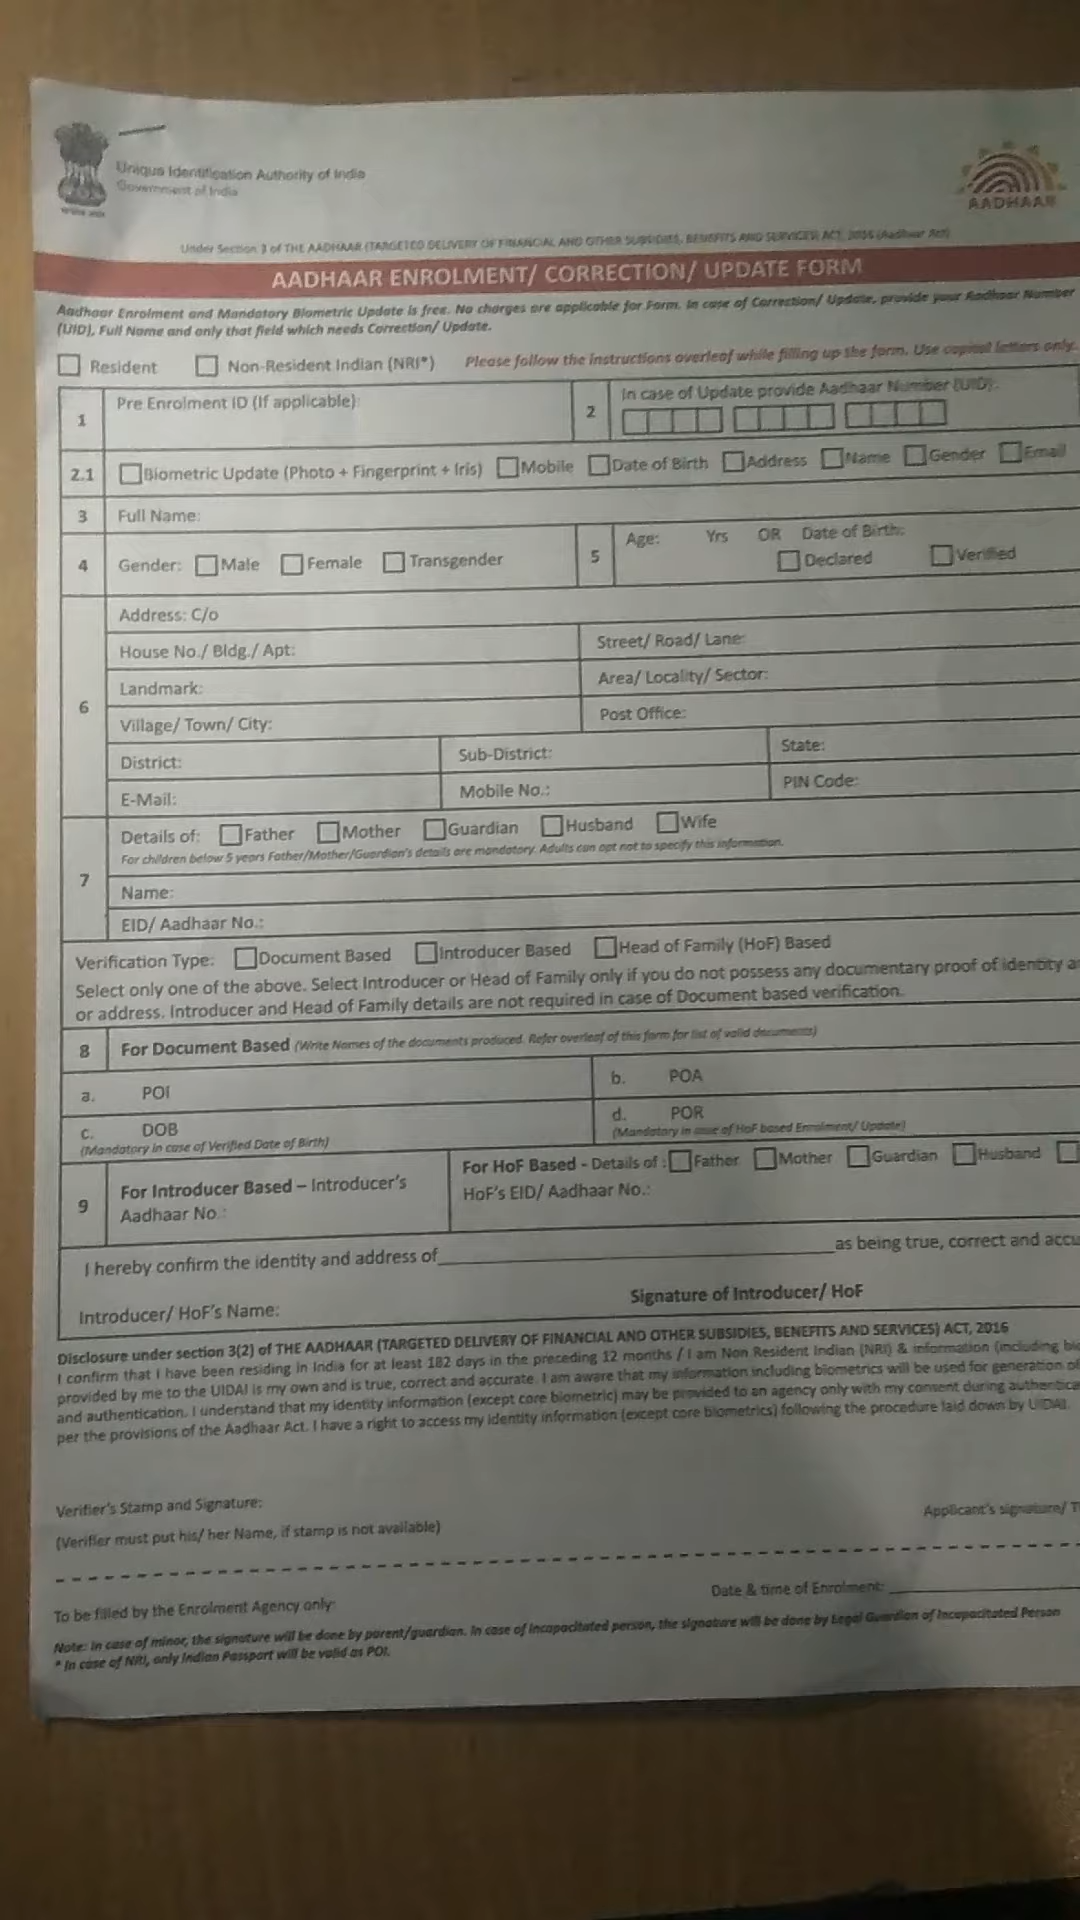 Unique Identification Authority of India
Government of India
AADHAAR
Under Section 3 of THE AADHAAR (TARGETED DELIVERY OF FINANCIAL AND OTHER SUBSIDIES, BENEFITS AND SERVICES) ACT, 2016 (Aadhaar Act)
AADHAAR ENROLMENT/ CORRECTION/ UPDATE FORM
Aadhaar Enrolment and Mandatory Biometric Update is free. No charges are applicable for Form. In case of Correction/ Update, provide your Aadhaar Number
(UID), Full Name and only that field which needs Correction/ Update.
Resident Non-Resident Indian (NRI*) Please follow the instructions overleaf while filling up the form. Use capital letters only.
1 Pre Enrolment ID (If applicable): 2 In case of Update provide Aadhaar Number (UID):
2.1 Biometric Update (Photo + Fingerprint + Iris) Mobile Date of Birth Address Name Gender Email
3 Full Name:
4 Gender: Male Female Transgender 5 Age: Yrs OR Date of Birth:
Declared Verified
6 Address: C/o
House No./ Bldg./ Apt: Street/ Road/ Lane:
Landmark: Area/ Locality/ Sector:
Village/ Town/ City: Post Office:
District: Sub-District: State:
E-Mail: Mobile No.: PIN Code:
7 Details of: Father Mother Guardian Husband Wife
For children below 5 years Father/Mother/Guardian's details are mandatory. Adults can opt not to specify this information.
Name:
EID/ Aadhaar No.:
Verification Type: Document Based Introducer Based Head of Family (HoF) Based
Select only one of the above. Select Introducer or Head of Family only if you do not possess any documentary proof of identity a
or address. Introducer and Head of Family details are not required in case of Document based verification.
8 For Document Based (Write Names of the documents produced. Refer overleaf of this form for list of valid documents)
a. POI b. POA
c. DOB d. POR
(Mandatory in case of Verified Date of Birth) (Mandatory in case of HoF based Enrolment/ Update)
9 For Introducer Based – Introducer's
Aadhaar No.:
For HoF Based - Details of : Father Mother Guardian Husband
HoF's EID/ Aadhaar No.:
I hereby confirm the identity and address of as being true, correct and accu
Introducer/ HoF's Name: Signature of Introducer/ HoF
Disclosure under section 3(2) of THE AADHAAR (TARGETED DELIVERY OF FINANCIAL AND OTHER SUBSIDIES, BENEFITS AND SERVICES) ACT, 2016
I confirm that I have been residing in India for at least 182 days in the preceding 12 months / I am Non Resident Indian (NRI) & information (including bio
provided by me to the UIDAI is my own and is true, correct and accurate. I am aware that my information including biometrics will be used for generation of
and authentication. I understand that my identity information (except core biometric) may be provided to an agency only with my consent during authentica
per the provisions of the Aadhaar Act. I have a right to access my identity information (except core biometrics) following the procedure laid down by UIDAI.
Verifier's Stamp and Signature: Applicant's signature/ T
(Verifier must put his/ her Name, if stamp is not available)
To be filled by the Enrolment Agency only: Date & time of Enrolment:
Note: In case of minor, the signature will be done by parent/guardian. In case of Incapacitated person, the signature will be done by Legal Guardian of Incapacitated Person
* In case of NRI, only Indian Passport will be valid as POI.